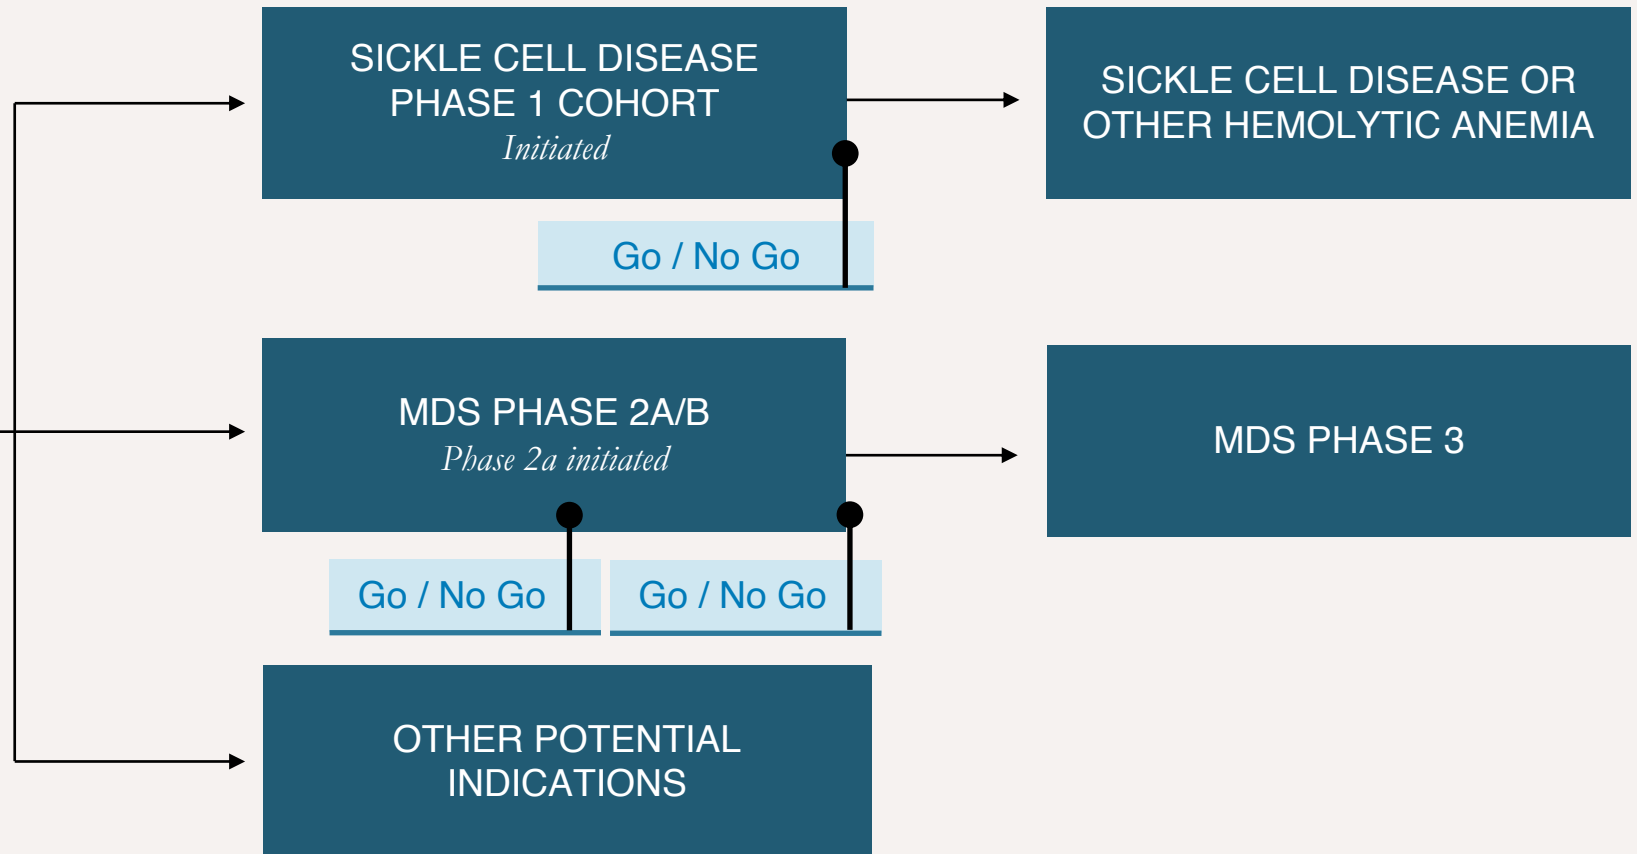 SICKLE CELL DISEASE
PHASE 1 COHORT
Initiated
SICKLE CELL DISEASE OR
OTHER HEMOLYTIC ANEMIA
Go / No Go
MDS PHASE 2A/B
Phase 2a initiated
MDS PHASE 3
Go / No Go
Go / No Go
OTHER POTENTIAL
INDICATIONS